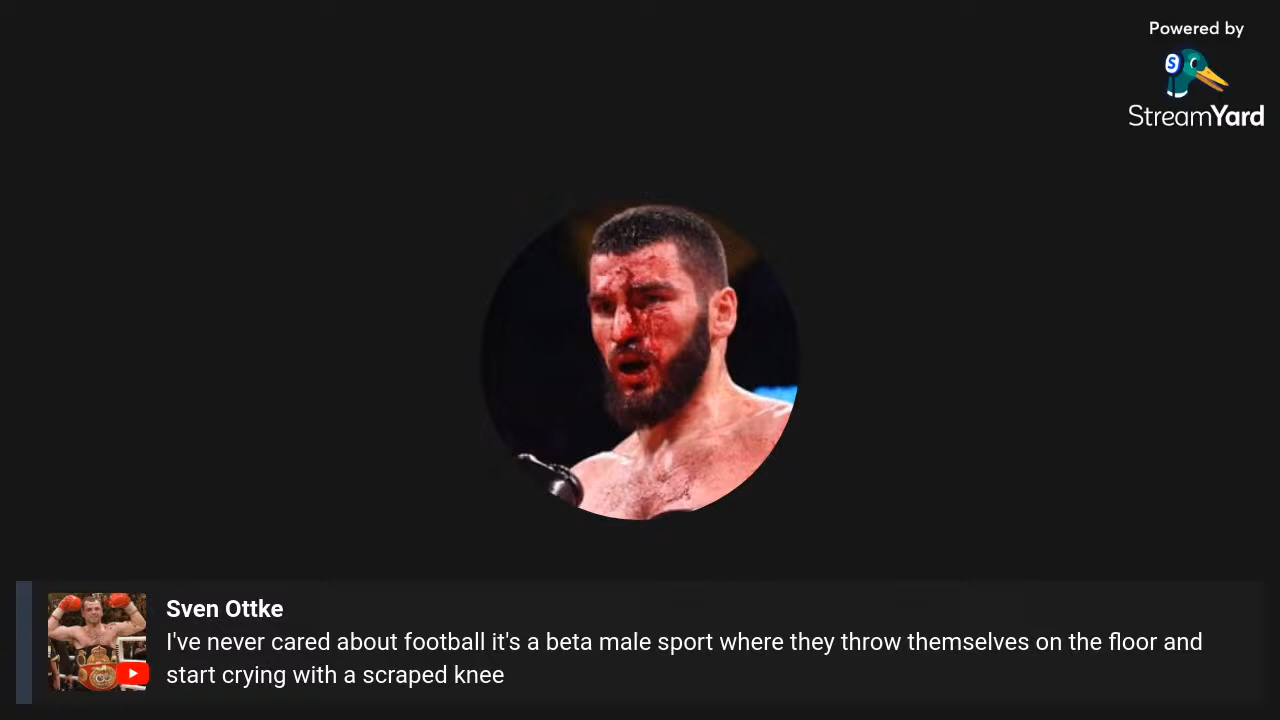 Powered by
S
StreamYard
Sven Ottke
I've never cared about football it's a beta male sport where they throw themselves on the floor and
start crying with a scraped knee